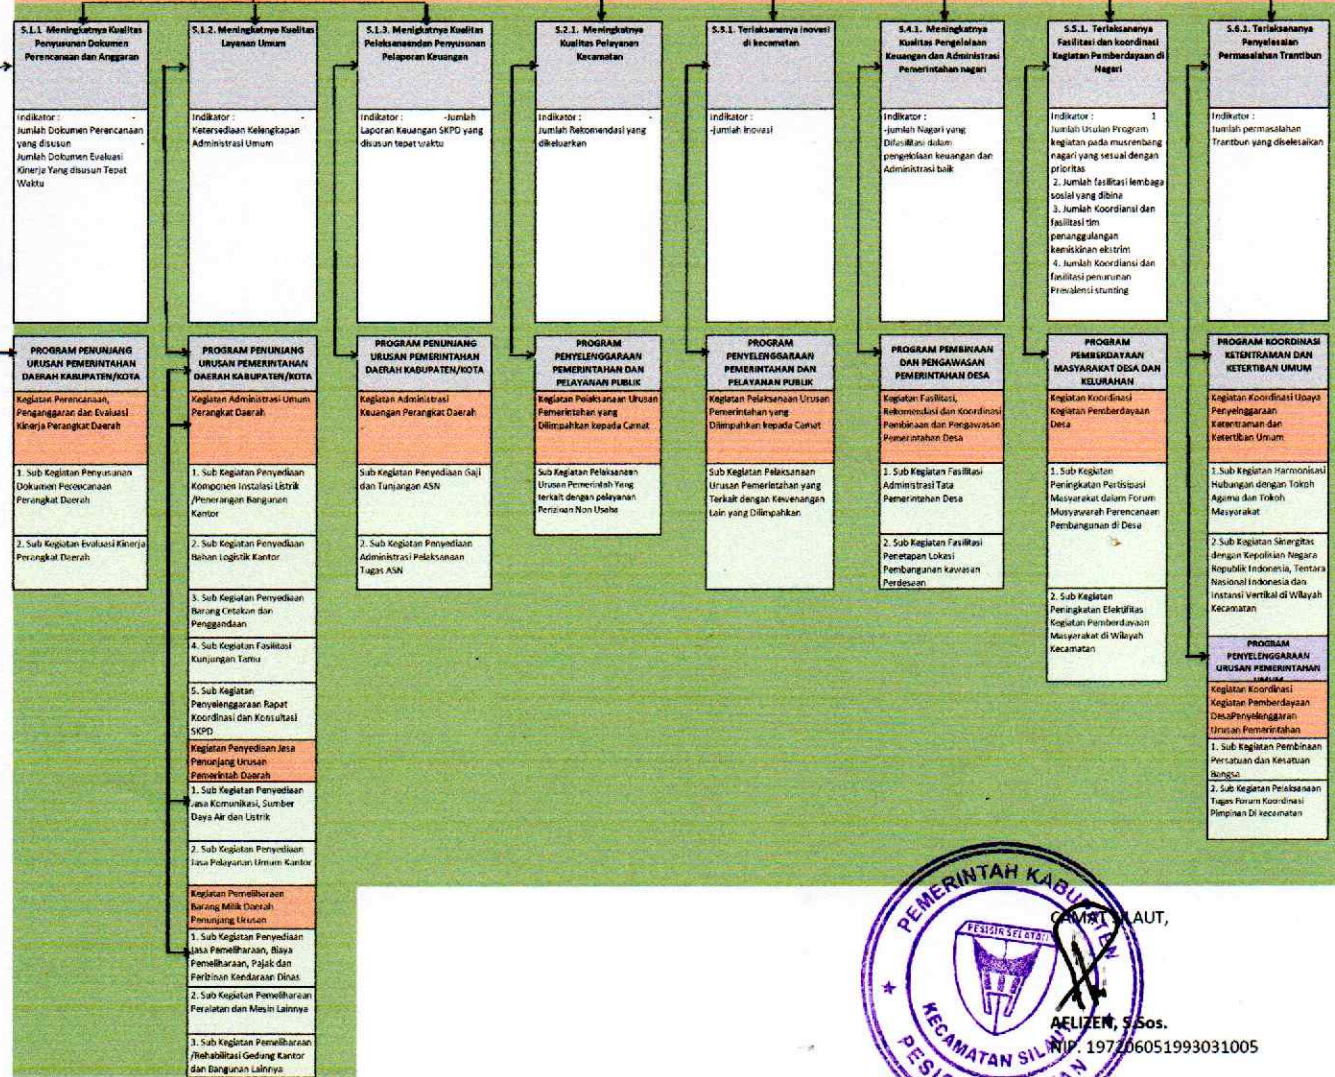 S.1.1 Meningkatnya Kualitas
Penyusunan Dokumen
Perencanaan dan Anggaran
Indikator : -
Jumlah Dokumen Perencanaan
yang disusun -
Jumlah Dokumen Evaluasi
Kinerja Yang disusun Tepat
Waktu
PROGRAM PENUNJANG
URUSAN PEMERINTAHAN
DAERAH KABUPATEN/KOTA
Kegiatan Perencanaan,
Penganggaran dan Evaluasi
Kinerja Perangkat Daerah
1. Sub Kegiatan Penyusunan
Dokumen Perencanaan
Perangkat Daerah
2. Sub Kegiatan Evaluasi Kinerja
Perangkat Daerah
S.1.2. Meningkatnya Kualitas
Layanan Umum
Indikator : -
Ketersediaan Kelengkapan
Administrasi Umum
PROGRAM PENUNJANG
URUSAN PEMERINTAHAN
DAERAH KABUPATEN/KOTA
Kegiatan Administrasi Umum
Perangkat Daerah
1. Sub Kegiatan Penyediaan
Komponen Instalasi Listrik
/Penerangan Bangunan
Kantor
2. Sub Kegiatan Penyediaan
Bahan Logistik Kantor
3. Sub Kegiatan Penyediaan
Barang Cetakan dan
Penggandaan
4. Sub Kegiatan Fasilitasi
Kunjungan Tamu
5. Sub Kegiatan
Penyelenggaraan Rapat
Koordinasi dan Konsultasi
SKPD
Kegiatan Penyediaan Jasa
Penunjang Urusan
Pemerintah Daerah
1. Sub Kegiatan Penyediaan
Jasa Komunikasi, Sumber
Daya Air dan Listrik
2. Sub Kegiatan Penyediaan
Jasa Pelayanan Umum Kantor
Kegiatan Pemeliharaan
Barang Milik Daerah
Penunjang Urusan
1. Sub Kegiatan Penyediaan
Jasa Pemeliharaan, Biaya
Pemeliharaan, Pajak dan
Perizinan Kendaraan Dinas
2. Sub Kegiatan Pemeliharaan
Peralatan dan Mesin Lainnya
3. Sub Kegiatan Pemeliharaan
/Rehabilitasi Gedung Kantor
dan Bangunan Lainnya
S.1.3. Menigkatnya Kualitas
Pelaksanaandan Penyusunan
Pelaporan Keuangan
Indikator : -Jumlah
Laporan Keuangan SKPD yang
disusun tepat waktu
PROGRAM PENUNJANG
URUSAN PEMERINTAHAN
DAERAH KABUPATEN/KOTA
Kegiatan Administrasi
Keuangan Perangkat Daerah
Sub Kegiatan Penyediaan Gaji
dan Tunjangan ASN
2. Sub Kegiatan Penyediaan
Administrasi Pelaksanaan
Tugas ASN
S.2.1. Meningkatnya
Kualitas Pelayanan
Kecamatan
Indikator : -
Jumlah Rekomendasi yang
dikeluarkan
PROGRAM
PENYELENGGARAAN
PEMERINTAHAN DAN
PELAYANAN PUBLIK
Kegiatan Pelaksanaan Urusan
Pemerintahan yang
Dilimpahkan kepada Camat
Sub Kegiatan Pelaksanaan
Urusan Pemerintah Yang
terkait dengan pelayanan
Perizinan Non Usaha
S.3.1. Terlaksananya inovasi
di kecamatan
Indikator :
-jumlah Inovasi
PROGRAM
PENYELENGGARAAN
PEMERINTAHAN DAN
PELAYANAN PUBLIK
Kegiatan Pelaksanaan Urusan
Pemerintahan yang
Dilimpahkan kepada Camat
Sub Kegiatan Pelaksanaan
Urusan Pemerintahan yang
Terkait dengan Kewenangan
Lain yang Dilimpahkan
S.4.1. Meningkatnya
Kualitas Pengelolaan
Keuangan dan Administrasi
Pemerintahan nagari
Indikator :
-jumlah Nagari yang
Difasilitasi dalam
pengelolaan keuangan dan
Administrasi baik
PROGRAM PEMBINAAN
DAN PENGAWASAN
PEMERINTAHAN DESA
Kegiatan Fasilitasi,
Rekomendasi dan Koordinasi
Pembinaan dan Pengawasan
Pemerintahan Desa
1. Sub Kegiatan Fasilitasi
Administrasi Tata
Pemerintahan Desa
2. Sub Kegiatan Fasilitasi
Penetapan Lokasi
Pembangunan kawasan
Perdesaan
S.5.1. Terlaksananya
Fasilitasi dan koordinasi
Kegiatan Pemberdayaan di
Nagari
Indikator : 1
Jumlah Usulan Program
kegiatan pada musrenbang
nagari yang sesuai dengan
prioritas
2. Jumlah fasilitasi lembaga
sosial yang dibina
3. Jumlah Koordiansi dan
fasilitasi tim
penanggulangan
kemiskinan ekstrim
4. Jumlah Koordiansi dan
fasilitasi penurunan
Prevalensi stunting
PROGRAM
PEMBERDAYAAN
MASYARAKAT DESA DAN
KELURAHAN
Kegiatan Koordinasi
Kegiatan Pemberdayaan
Desa
1. Sub Kegiatan
Peningkatan Partisipasi
Masyarakat dalam Forum
Musyawarah Perencanaan
Pembangunan di Desa
2. Sub Kegiatan
Peningkatan Efektifitas
Kegiatan Pemberdayaan
Masyarakat di Wilayah
Kecamatan
S.6.1. Terlaksananya
Penyelesaian
Permasalahan Trantibun
Indikator :
Jumlah permasalahan
Trantbun yang diselesaikan
PROGRAM KOORDINASI
KETENTRAMAN DAN
KETERTIBAN UMUM
Kegiatan Koordinasi Upaya
Penyelnggaraan
Ketentraman dan
Ketertiban Umum
1.Sub Kegiatan Harmonisasi
Hubungan dengan Tokoh
Agama dan Tokoh
Masyarakat
2.Sub Kegiatan Sinergitas
dengan Kepolisian Negara
Republik Indonesia, Tentara
Nasional Indonesia dan
Instansi Vertikal di Wilayah
Kecamatan
PROGRAM
PENYELENGGARAAN
URUSAN PEMERINTAHAN
UMUM
Kegiatan Koordinasi
Kegiatan Pemberdayaan
DesaPenyelenggaran
Urusan Pemerintahan
1. Sub Kegiatan Pembinaan
Persatuan dan Kesatuan
Bangsa
2. Sub Kegiatan Pelaksanaan
Tugas Forum Koordinasi
Pimpinan Di kecamatan
PEMERINTAH KABUPATEN
PESISIR SELATAN
KECAMATAN SILAUT
PESISIR SELATAN
CAMAT SILAUT,
AFLIZEN, S.Sos.
NIP. 197206051993031005